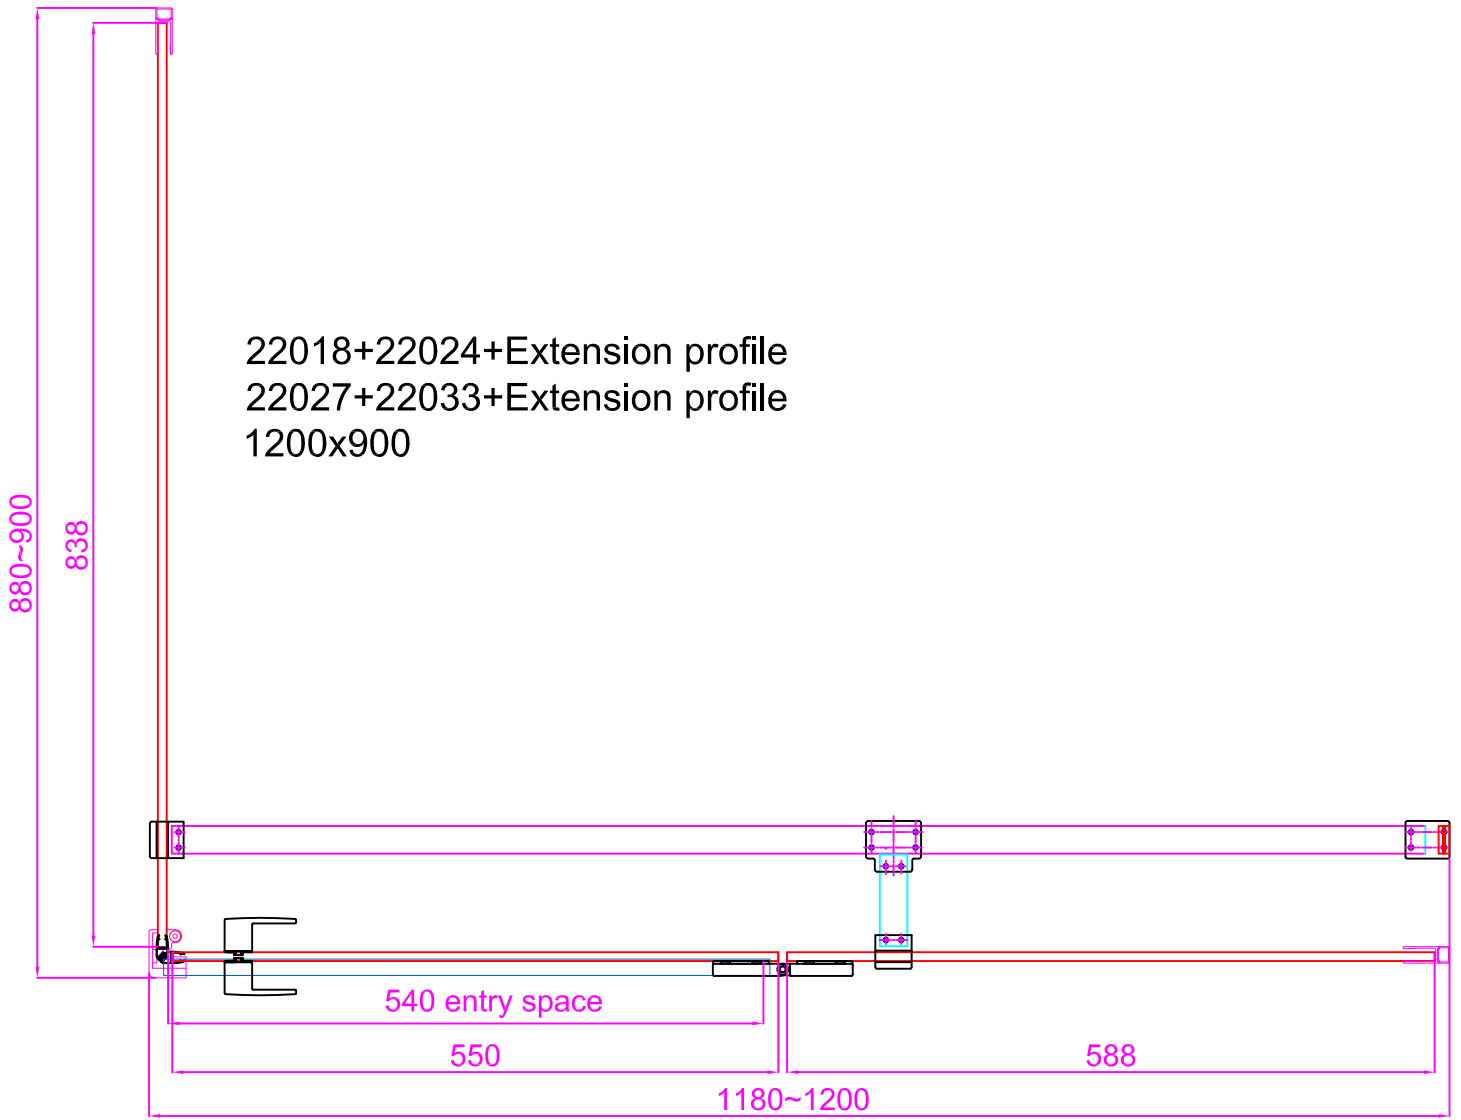 22018+22024+Extension profile
22027+22033+Extension profile
1200x900
880~900
838
540 entry space
550
588
1180~1200